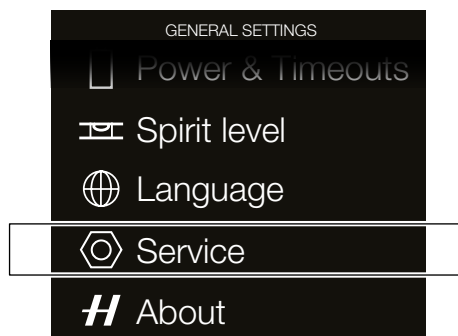 GENERAL SETTINGS
Power & Timeouts
Spirit level
Language
Service
About